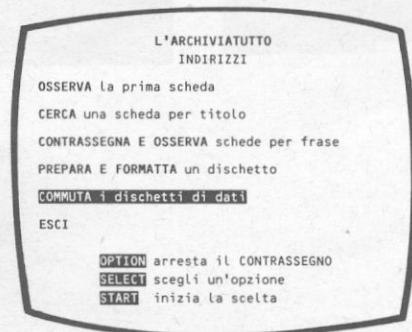 L'ARCHIVIATUTTO
INDIRIZZI
OSSERVA la prima scheda
CERCA una scheda per titolo
CONTRASSEGNA E OSSERVA schede per frase
PREPARA E FORMATTA un dischetto
COMMUTA i dischetti di dati
ESCI
OPTION arresta il CONTRASSEGNO
SELECT scegli un'opzione
START inizia la scelta